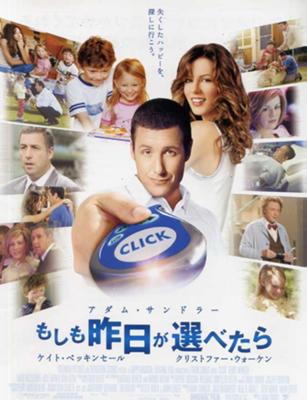 失くしたハッピーを、
探しに行こう。
CLICK
アダム・サンドラー
もしも昨日が選べたら
ケイト・ベッキンセール
クリストファー・ウォーケン